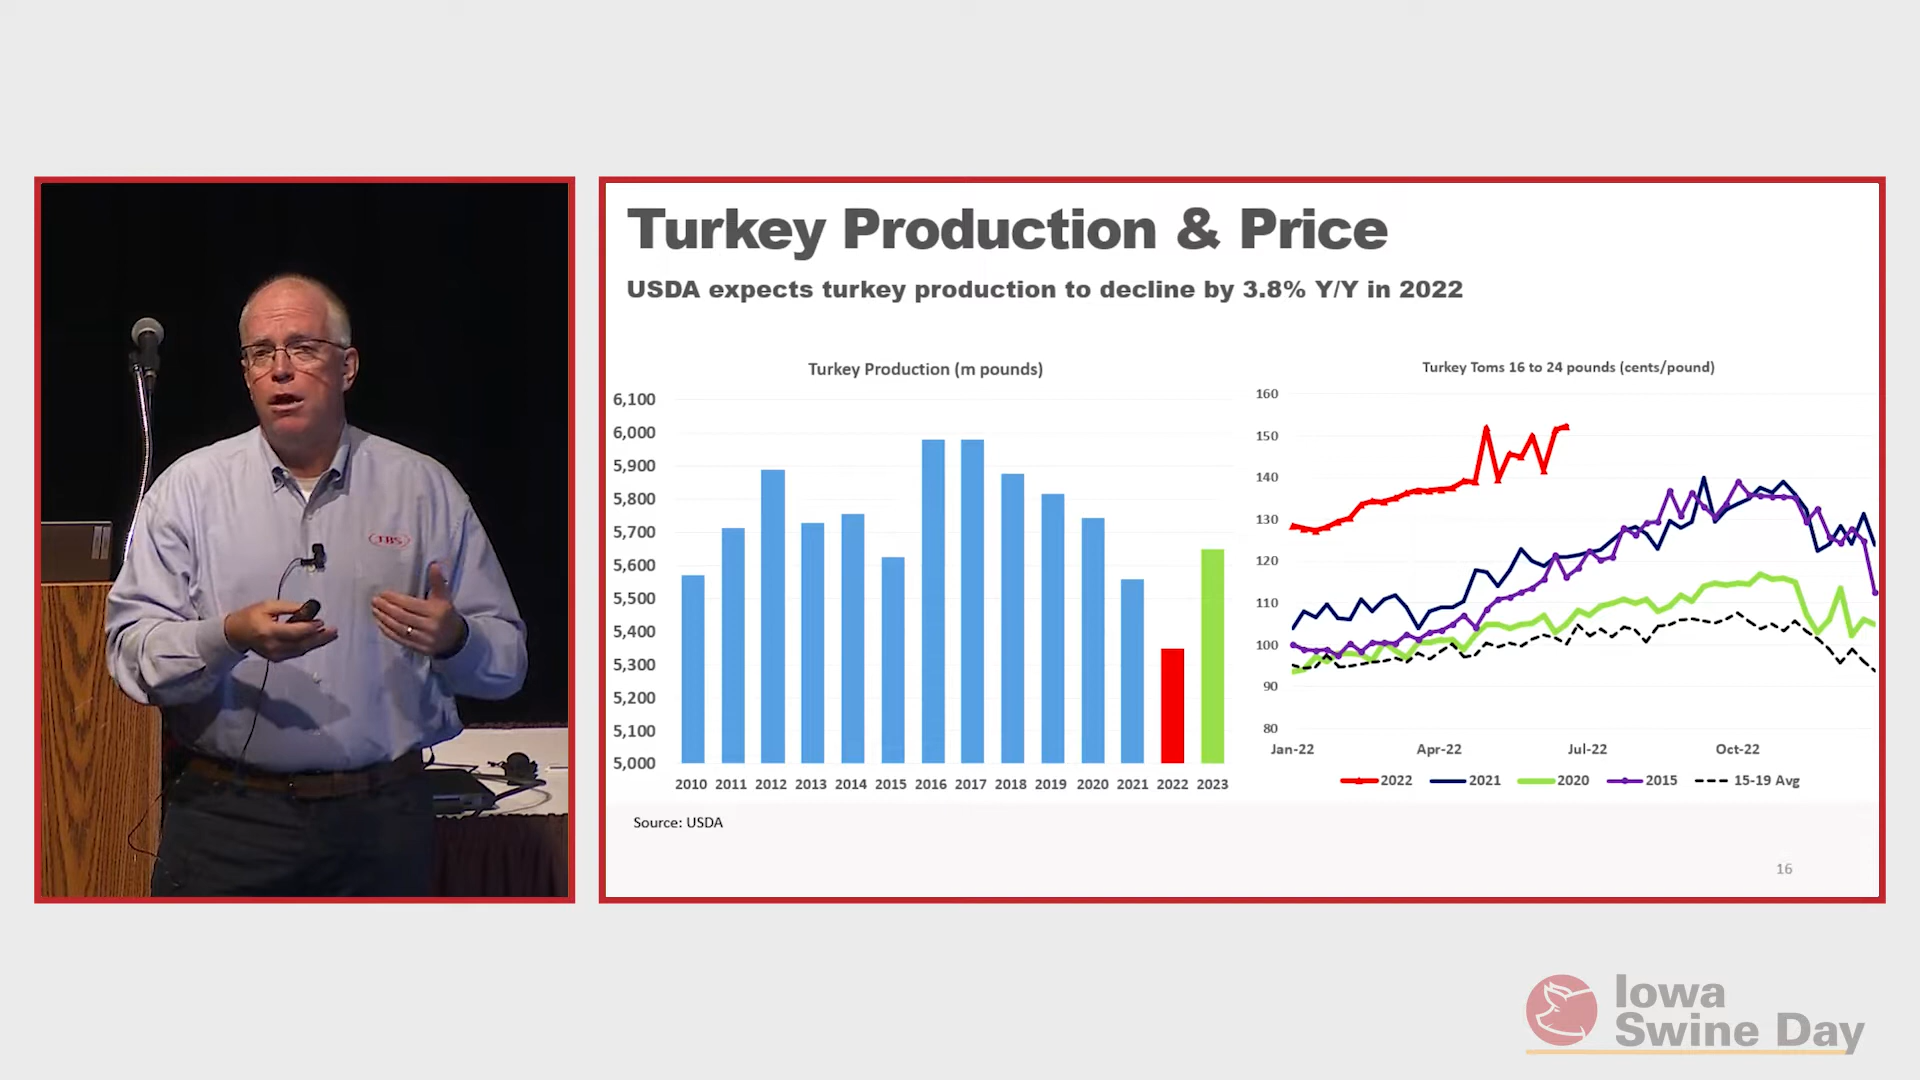 JBS
Turkey Production & Price
USDA expects turkey production to decline by 3.8% Y/Y in 2022
Turkey Production (m pounds)
6,100
6,000
5,900
5,800
5,700
5,600
5,500
5,400
5,300
5,200
5,100
5,000
2010 2011 2012 2013 2014 2015 2016 2017 2018 2019 2020 2021 2022 2023
Turkey Toms 16 to 24 pounds (cents/pound)
160
150
140
130
120
110
100
90
80
Jan-22 Apr-22 Jul-22 Oct-22
2022 2021 2020 2015 15-19 Avg
Source: USDA
16
Iowa
Swine Day